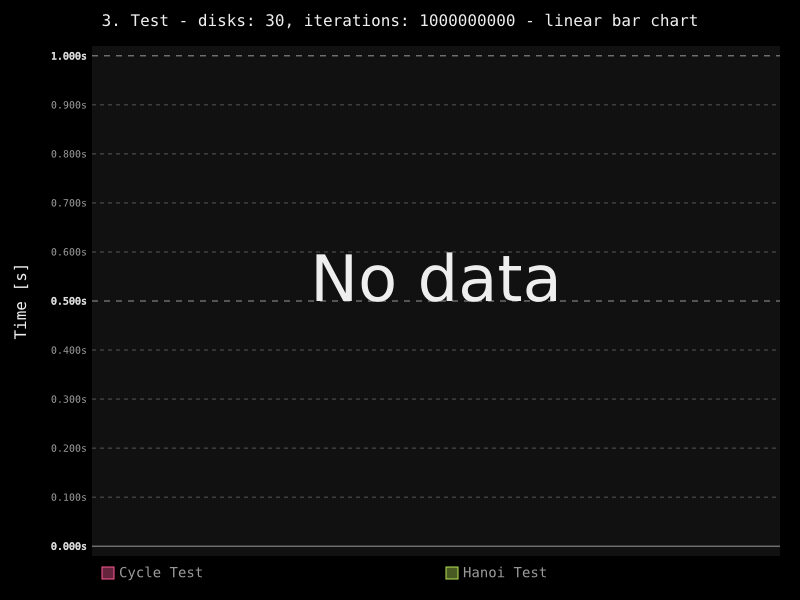 3. Test - disks: 30, iterations: 1000000000 - linear bar chart
Time [s]
1.000s
0.900s
0.800s
0.700s
0.600s
0.500s
0.400s
0.300s
0.200s
0.100s
0.000s
No data
Cycle Test
Hanoi Test